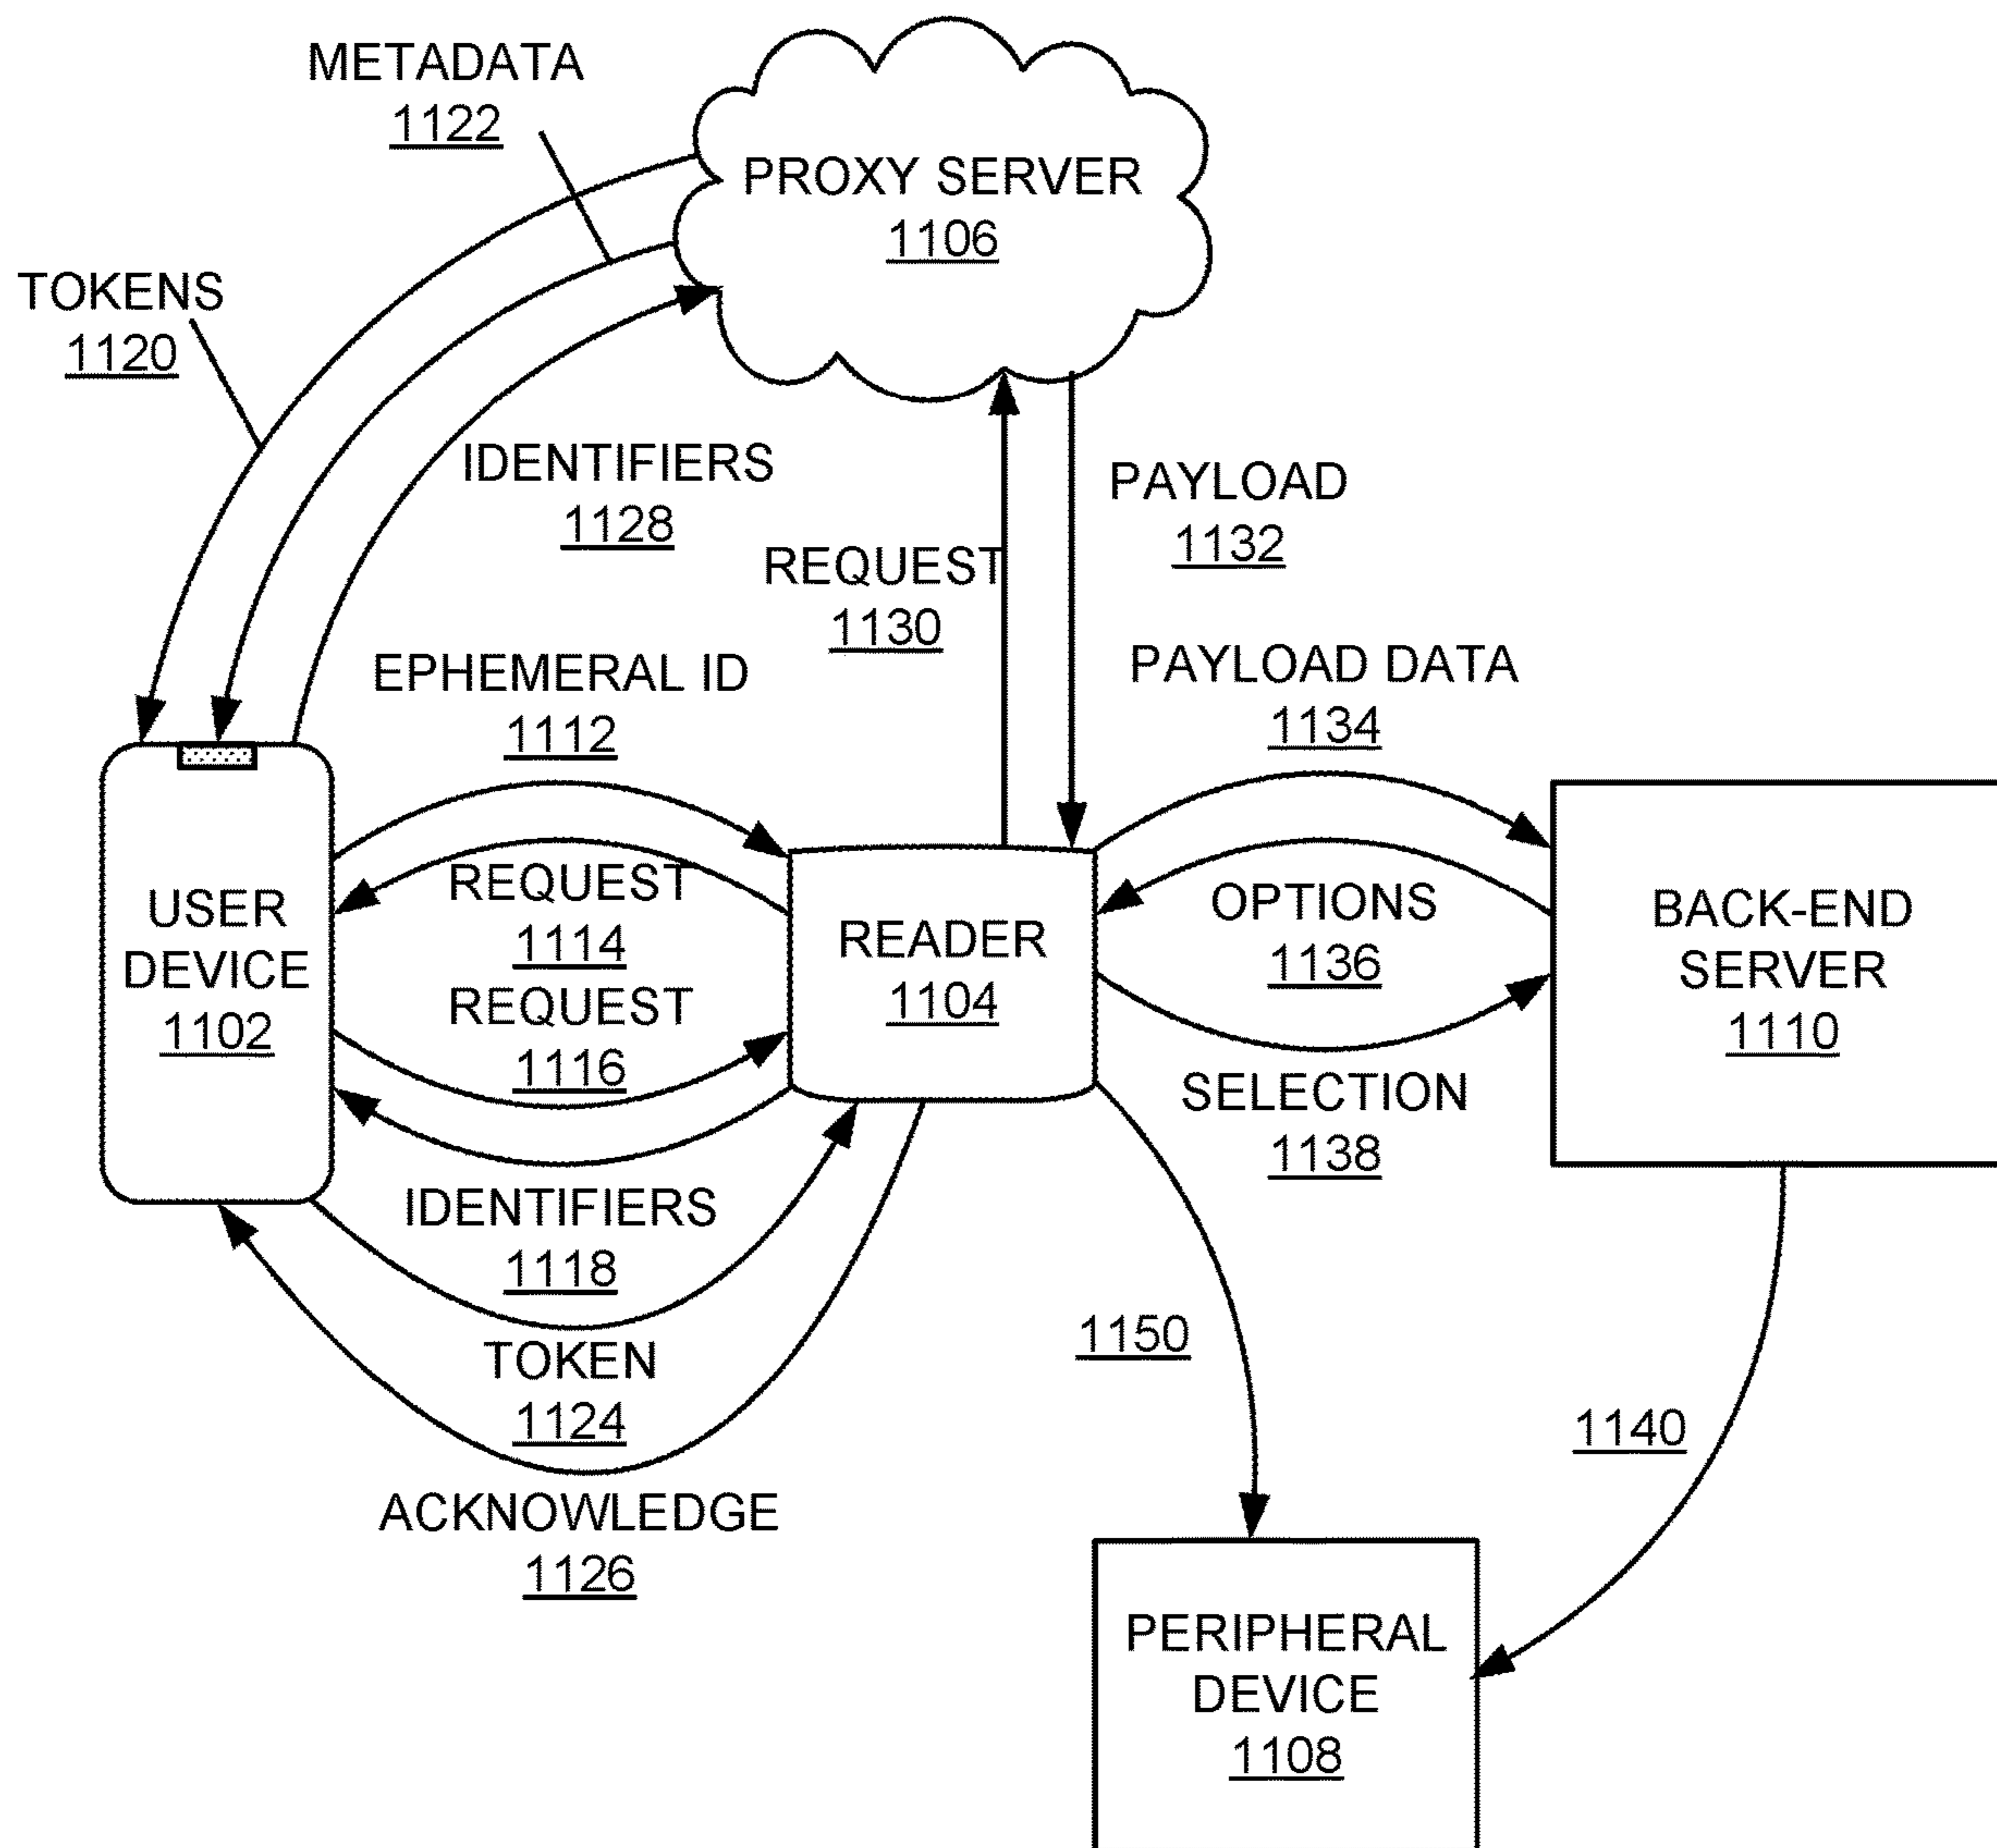 METADATA
1122
PROXY SERVER
1106
TOKENS
1120
IDENTIFIERS
1128
PAYLOAD
1132
REQUEST
1130
EPHEMERAL ID
1112
PAYLOAD DATA
1134
USER
DEVICE
1102
REQUEST
1114
REQUEST
1116
READER
1104
OPTIONS
1136
BACK-END
SERVER
1110
SELECTION
1138
IDENTIFIERS
1118
TOKEN
1124
1150
1140
ACKNOWLEDGE
1126
PERIPHERAL
DEVICE
1108